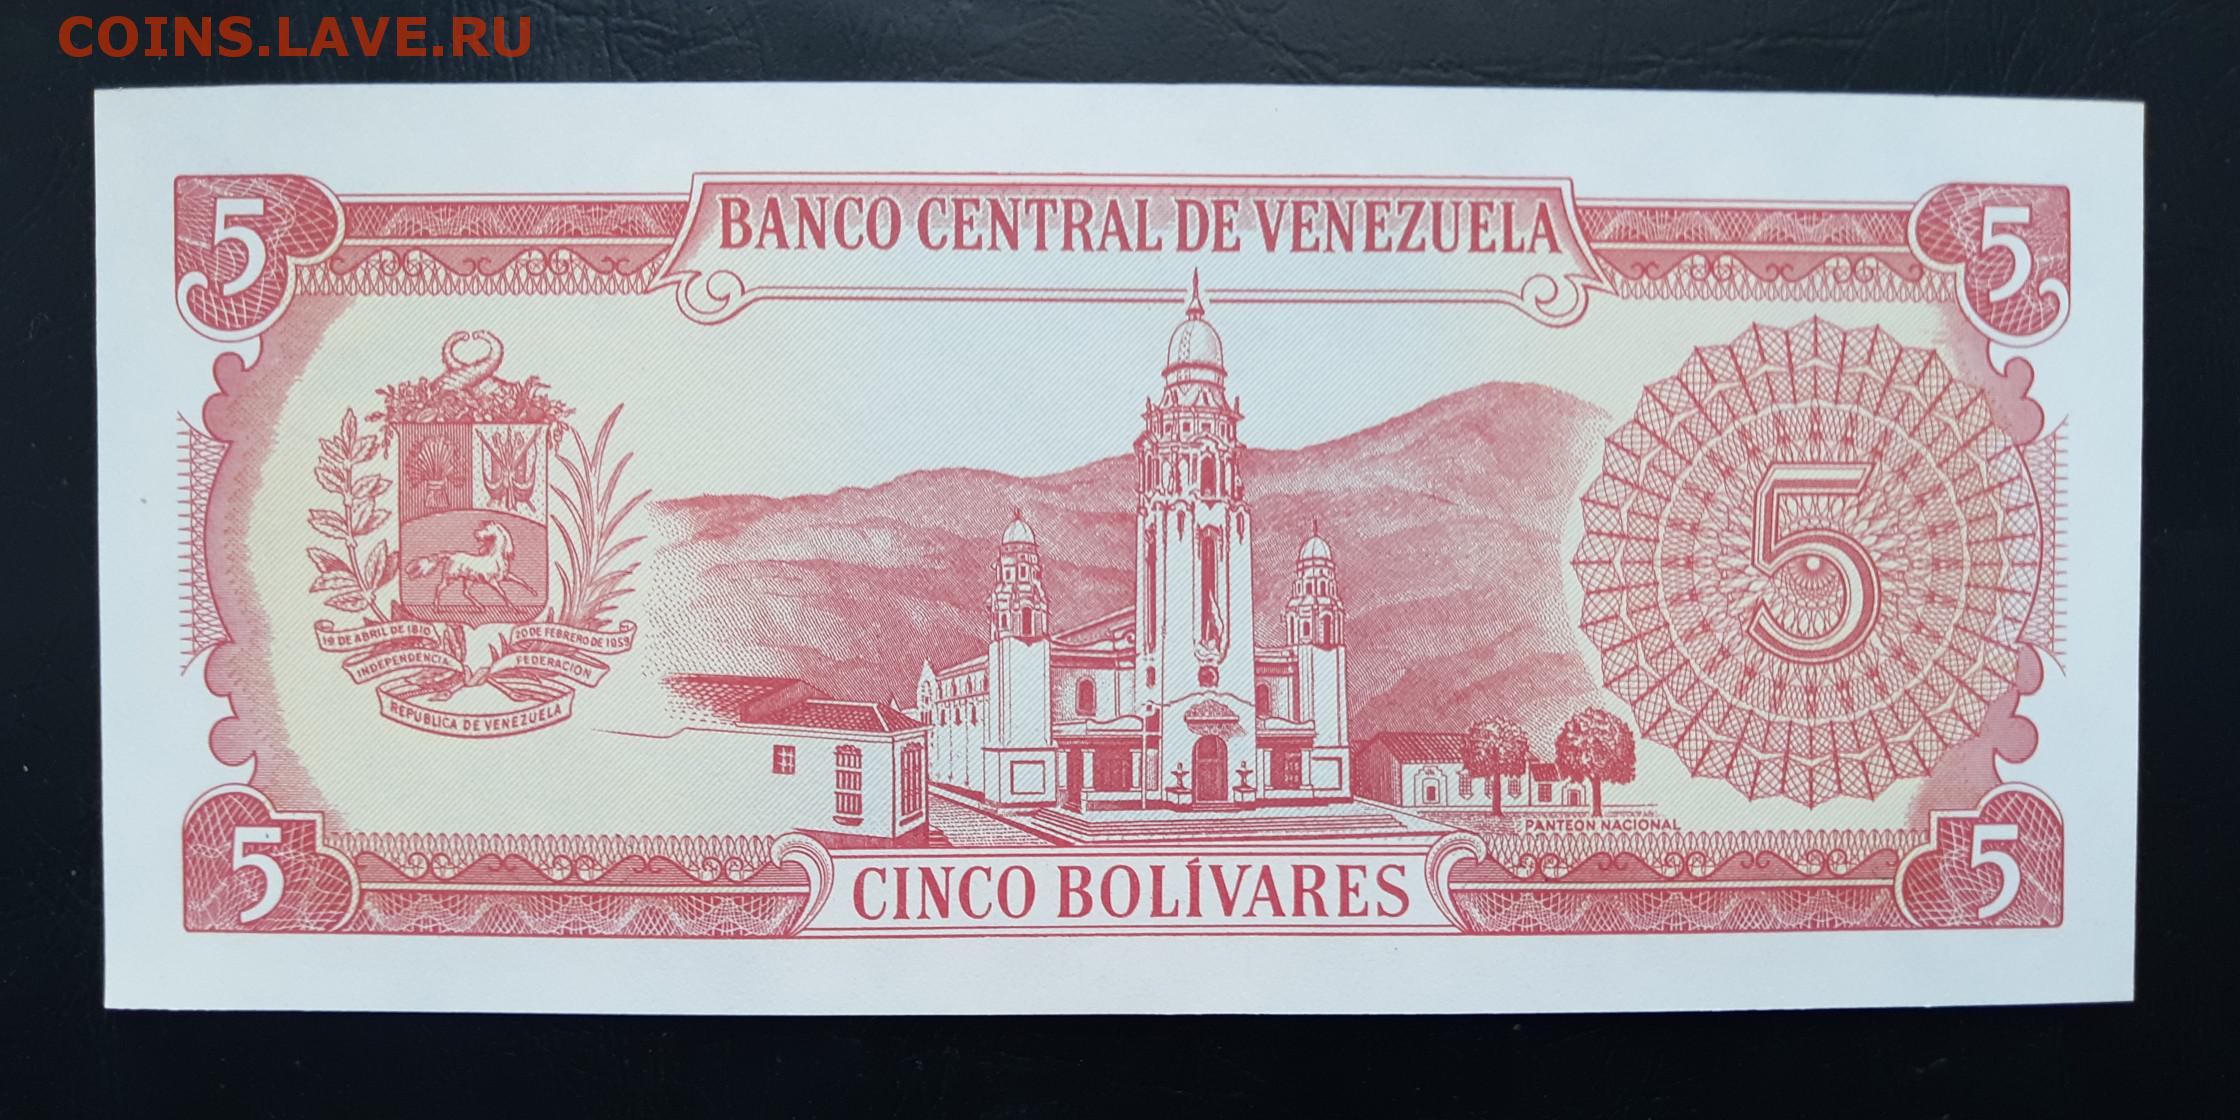 COINS.LAVE.RU
5
BANCO CENTRAL DE VENEZUELA
5
5
19 DE ABRIL DE 1810
20 DE FEBRERO DE 1859
INDEPENDENCIA
FEDERACION
REPUBLICA DE VENEZUELA
PANTEÓN NACIONAL
5
CINCO BOLÍVARES
5